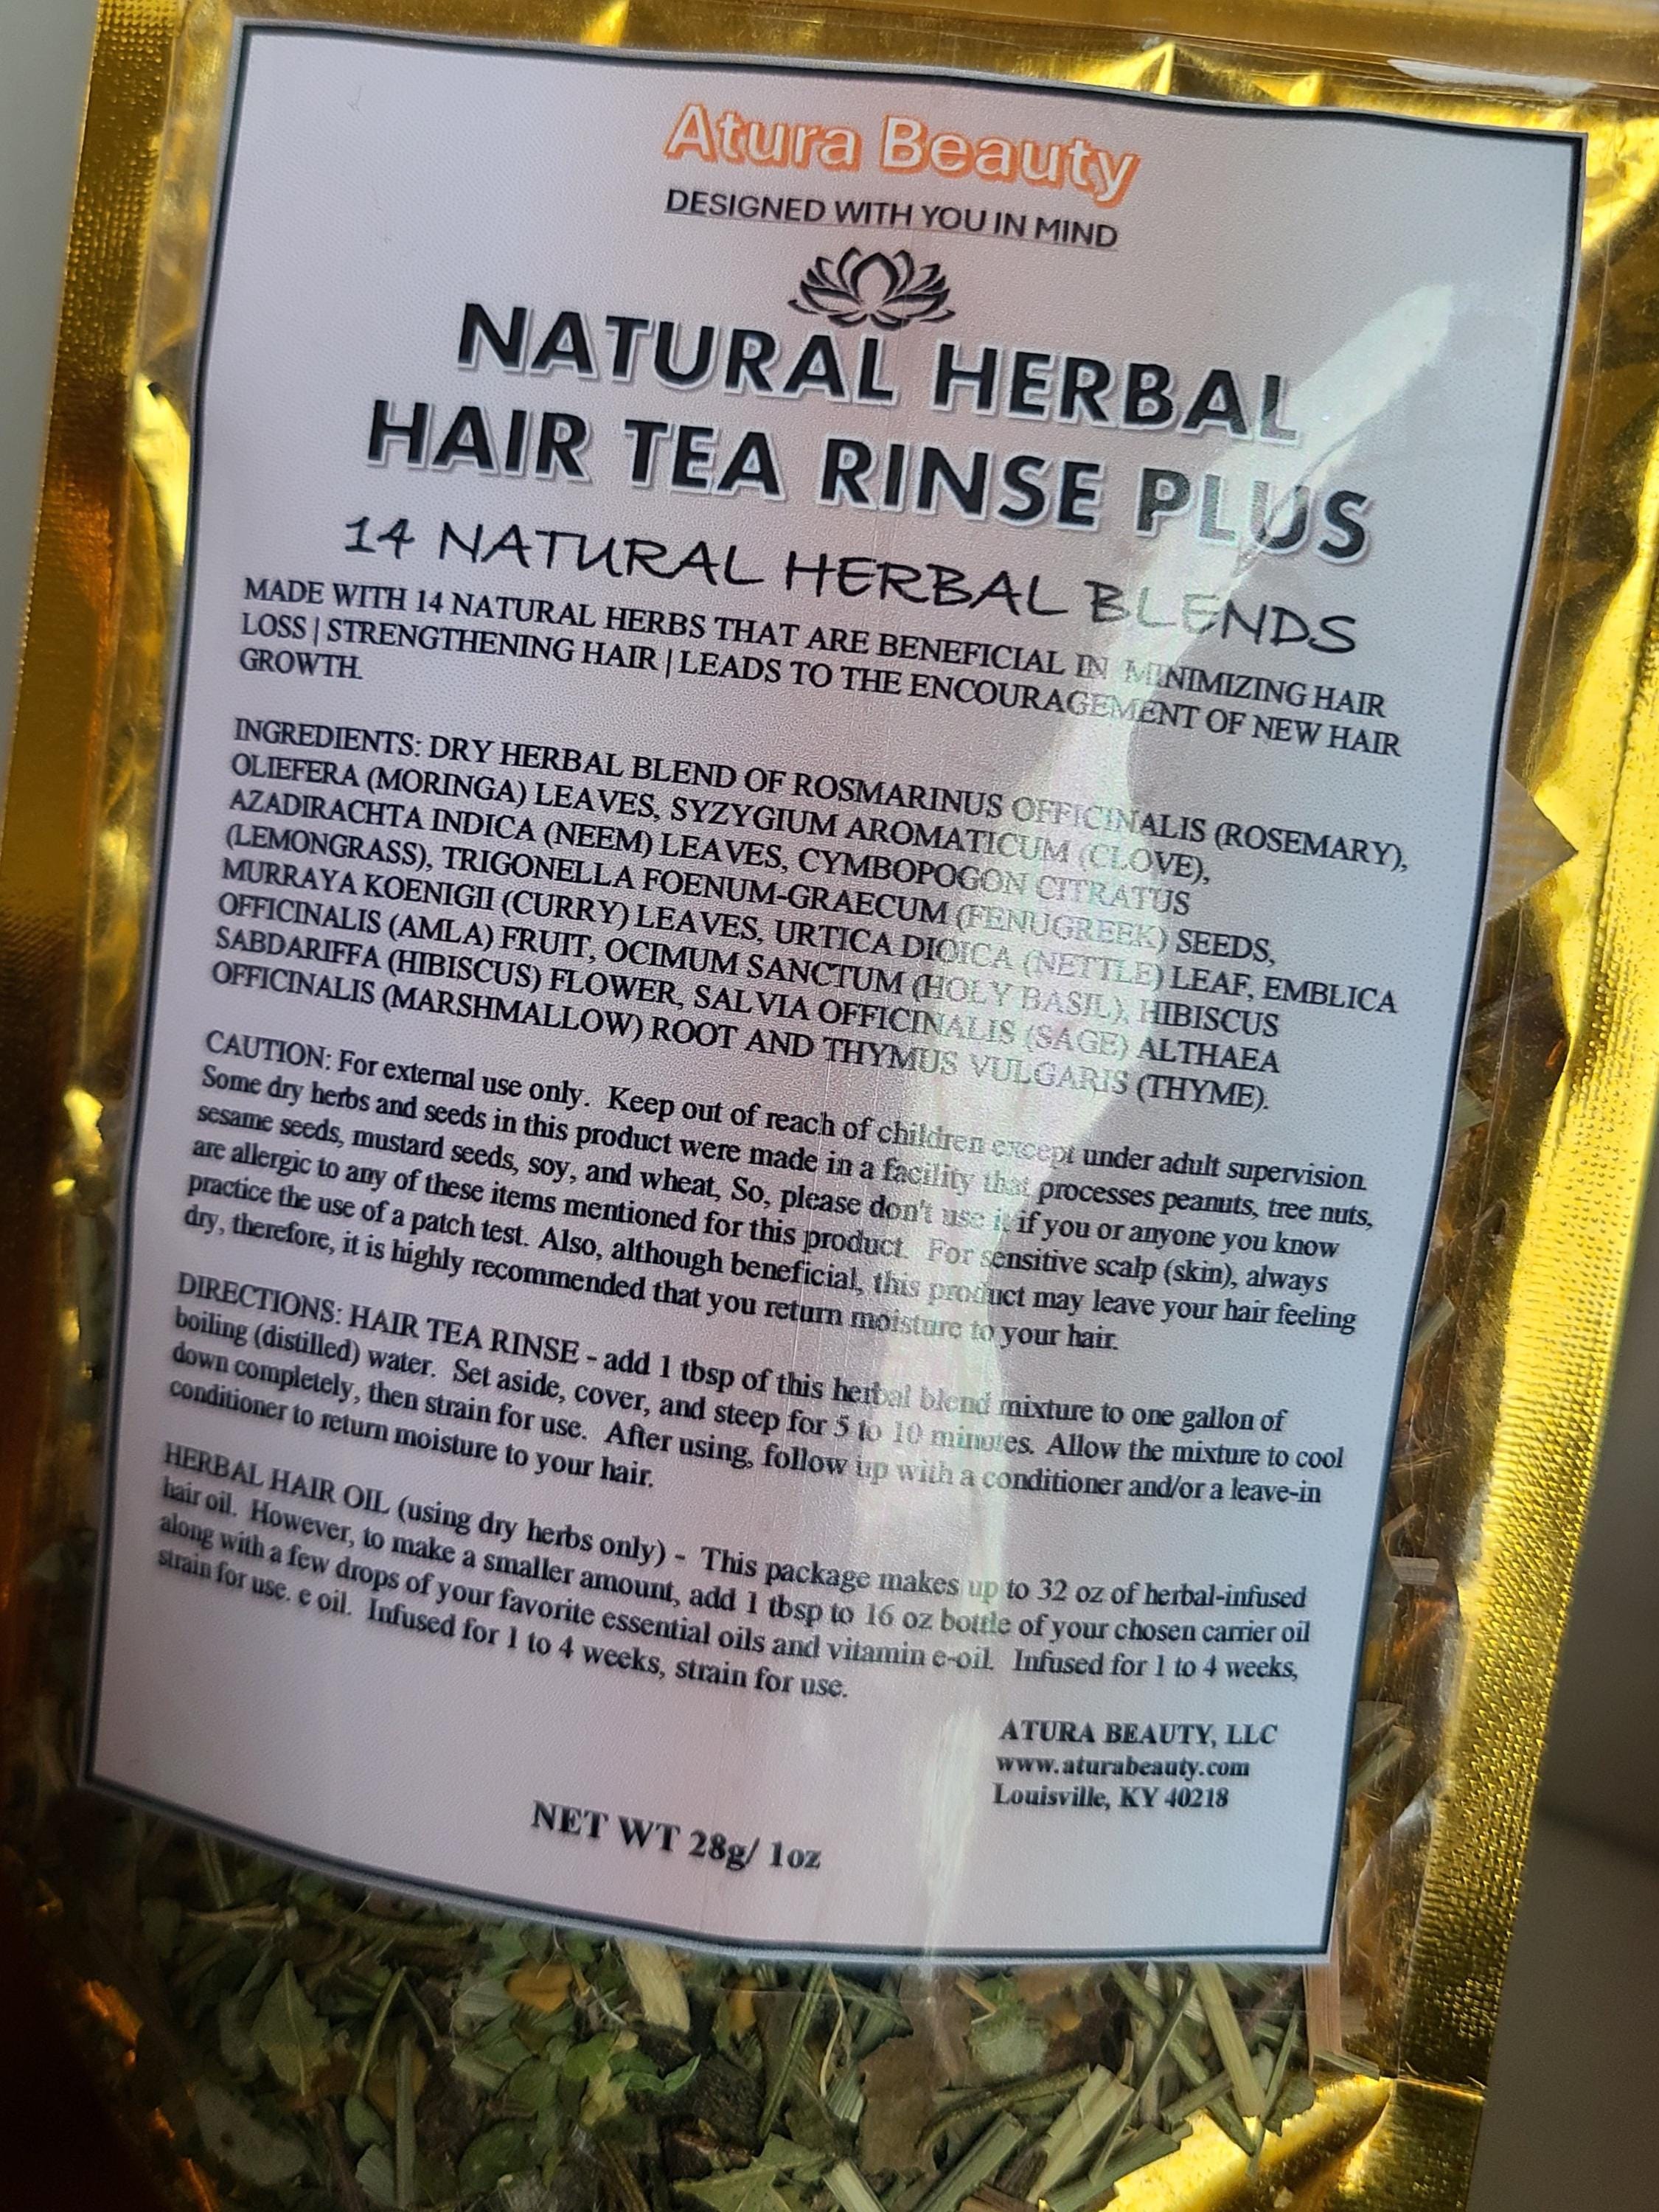 Atura Beauty
DESIGNED WITH YOU IN MIND
NATURAL HERBAL
HAIR TEA RINSE PLUS
14 NATURAL HERBAL BLENDS
MADE WITH 14 NATURAL HERBS THAT ARE BENEFICIAL IN MINIMIZING HAIR
LOSS | STRENGTHENING HAIR | LEADS TO THE ENCOURAGEMENT OF NEW HAIR
GROWTH.
INGREDIENTS: DRY HERBAL BLEND OF ROSMARINUS OFFICINALIS (ROSEMARY),
OLIEFERA (MORINGA) LEAVES, SYZYGIUM AROMATICUM (CLOVE),
AZADIRACHTA INDICA (NEEM) LEAVES, CYMBOPOGON CITRATUS
(LEMONGRASS), TRIGONELLA FOENUM-GRAECUM (FENUGREEK) SEEDS,
MURRAYA KOENIGII (CURRY) LEAVES, URTICA DIOICA (NETTLE) LEAF, EMBLICA
OFFICINALIS (AMLA) FRUIT, OCIMUM SANCTUM (HOLY BASIL), HIBISCUS
SABDARIFFA (HIBISCUS) FLOWER, SALVIA OFFICINALIS (SAGE) ALTHAEA
OFFICINALIS (MARSHMALLOW) ROOT AND THYMUS VULGARIS (THYME).
CAUTION: For external use only. Keep out of reach of children except under adult supervision.
Some dry herbs and seeds in this product were made in a facility that processes peanuts, tree nuts,
sesame seeds, mustard seeds, soy, and wheat, So, please don't use it if you or anyone you know
are allergic to any of these items mentioned for this product. For sensitive scalp (skin), always
practice the use of a patch test. Also, although beneficial, this product may leave your hair feeling
dry, therefore, it is highly recommended that you return moisture to your hair.
DIRECTIONS: HAIR TEA RINSE - add 1 tbsp of this herbal blend mixture to one gallon of
boiling (distilled) water. Set aside, cover, and steep for 5 to 10 minutes. Allow the mixture to cool
down completely, then strain for use. After using, follow up with a conditioner and/or a leave-in
conditioner to return moisture to your hair.
HERBAL HAIR OIL (using dry herbs only) - This package makes up to 32 oz of herbal-infused
hair oil. However, to make a smaller amount, add 1 tbsp to 16 oz bottle of your chosen carrier oil
along with a few drops of your favorite essential oils and vitamin e-oil. Infused for 1 to 4 weeks,
strain for use. e oil. Infused for 1 to 4 weeks, strain for use.
ATURA BEAUTY, LLC
www.aturabeauty.com
Louisville, KY 40218
NET WT 28g/ 1oz